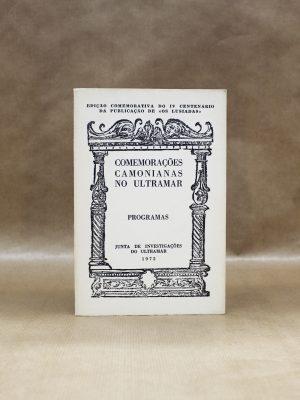 EDIÇÃO COMEMORATIVA DO IV CENTENÁRIO
DA PUBLICAÇÃO DE «OS LUSÍADAS»
COMEMORAÇÕES
CAMONIANAS
NO ULTRAMAR
PROGRAMAS
JUNTA DE INVESTIGAÇÕES
DO ULTRAMAR
1972